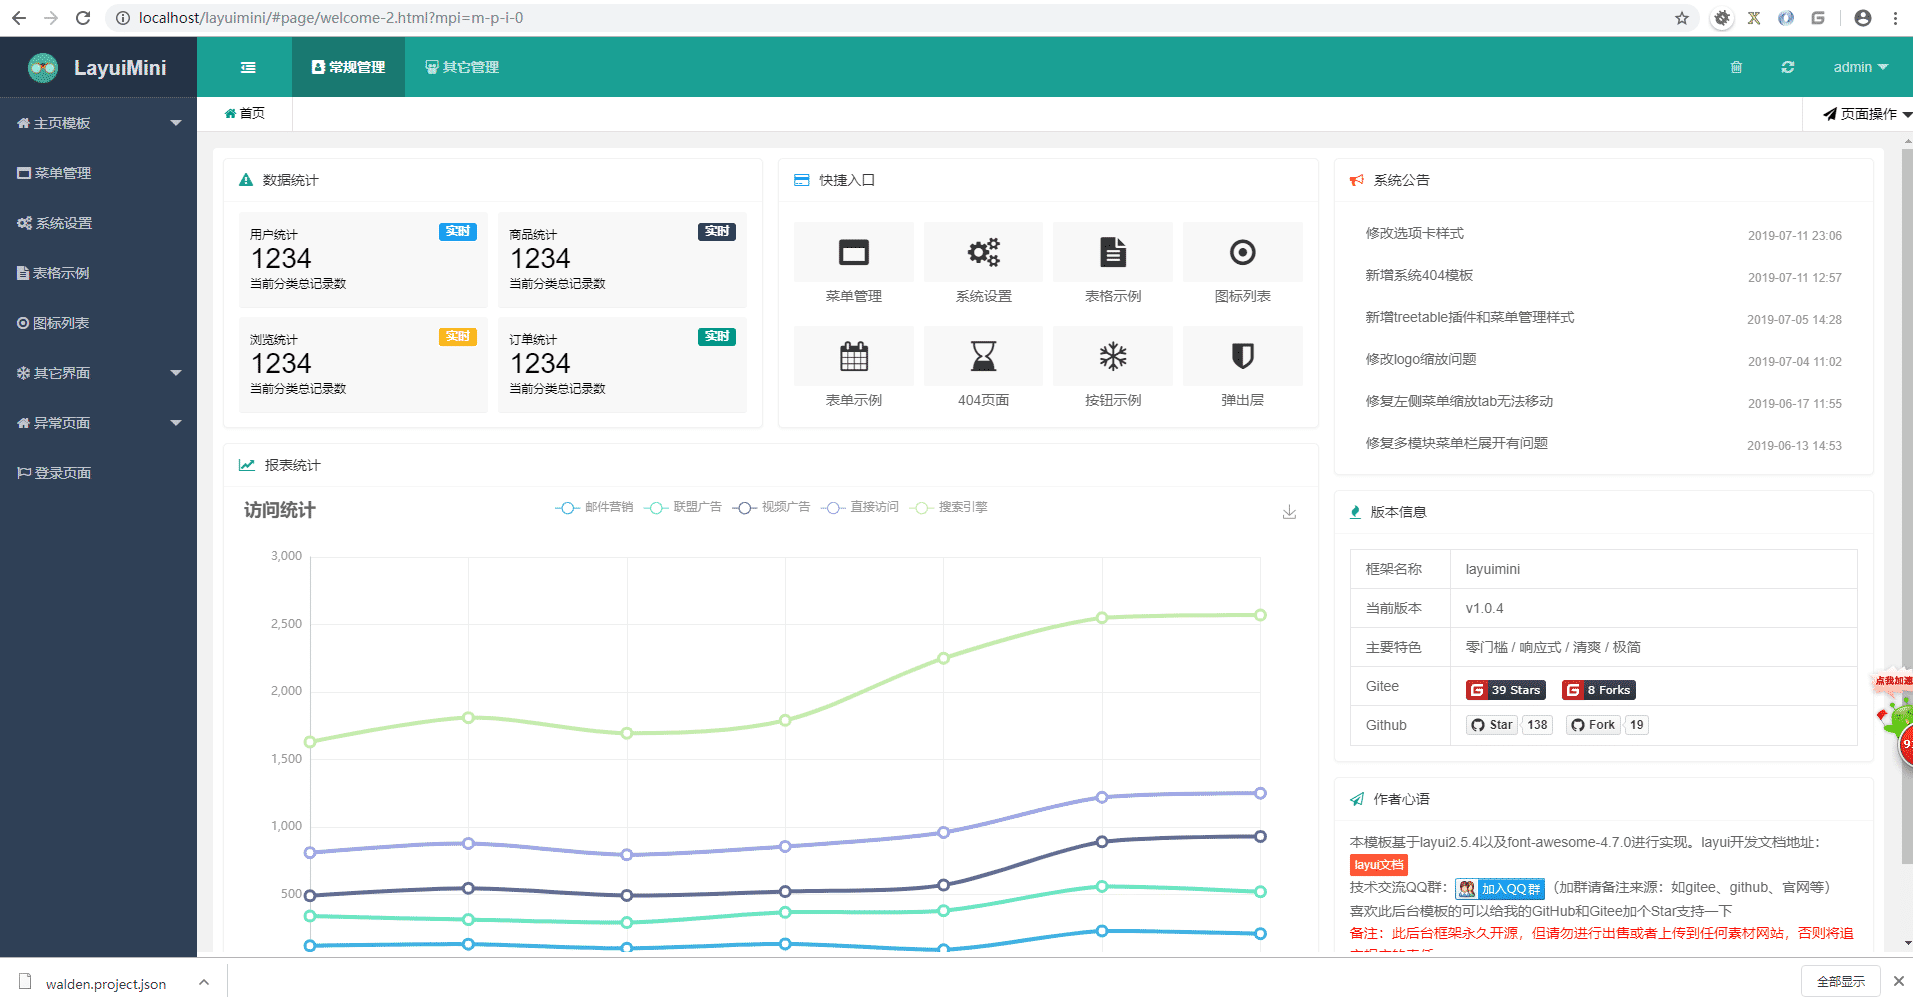 localhost/layuimini/#page/welcome-2.html?mpi=m-p-i-0
LayuiMini
常规管理
其它管理
admin
主页模板
菜单管理
系统设置
表格示例
图标列表
其它界面
异常页面
登录页面
首页
页面操作
数据统计
用户统计
实时
1234
当前分类总记录数
商品统计
实时
1234
当前分类总记录数
浏览统计
实时
1234
当前分类总记录数
订单统计
实时
1234
当前分类总记录数
快捷入口
菜单管理
系统设置
表格示例
图标列表
表单示例
404页面
按钮示例
弹出层
系统公告
修改选项卡样式 2019-07-11 23:06
新增系统404模板 2019-07-11 12:57
新增treetable插件和菜单管理样式 2019-07-05 14:28
修改logo缩放问题 2019-07-04 11:02
修复左侧菜单缩放tab无法移动 2019-06-17 11:55
修复多模块菜单栏展开有问题 2019-06-13 14:53
报表统计
访问统计
邮件营销 联盟广告 视频广告 直接访问 搜索引擎
3,000
2,500
2,000
1,500
1,000
500
版本信息
框架名称 layuimini
当前版本 v1.0.4
主要特色 零门槛 / 响应式 / 清爽 / 极简
Gitee 39 Stars 8 Forks
Github Star 138 Fork 19
作者心语
本模板基于layui2.5.4以及font-awesome-4.7.0进行实现。layui开发文档地址：
layui文档
技术交流QQ群： 加入QQ群 （加群请备注来源：如gitee、github、官网等）
喜欢此后台模板的可以给我的GitHub和Gitee加个Star支持一下
备注：此后台框架永久开源，但请勿进行出售或者上传到任何素材网站，否则将追
点我加速
walden.project.json
全部显示